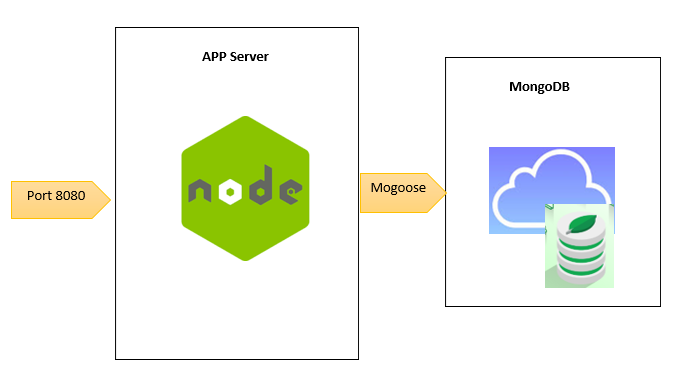 APP Server
MongoDB
Port 8080
node
Mogoose